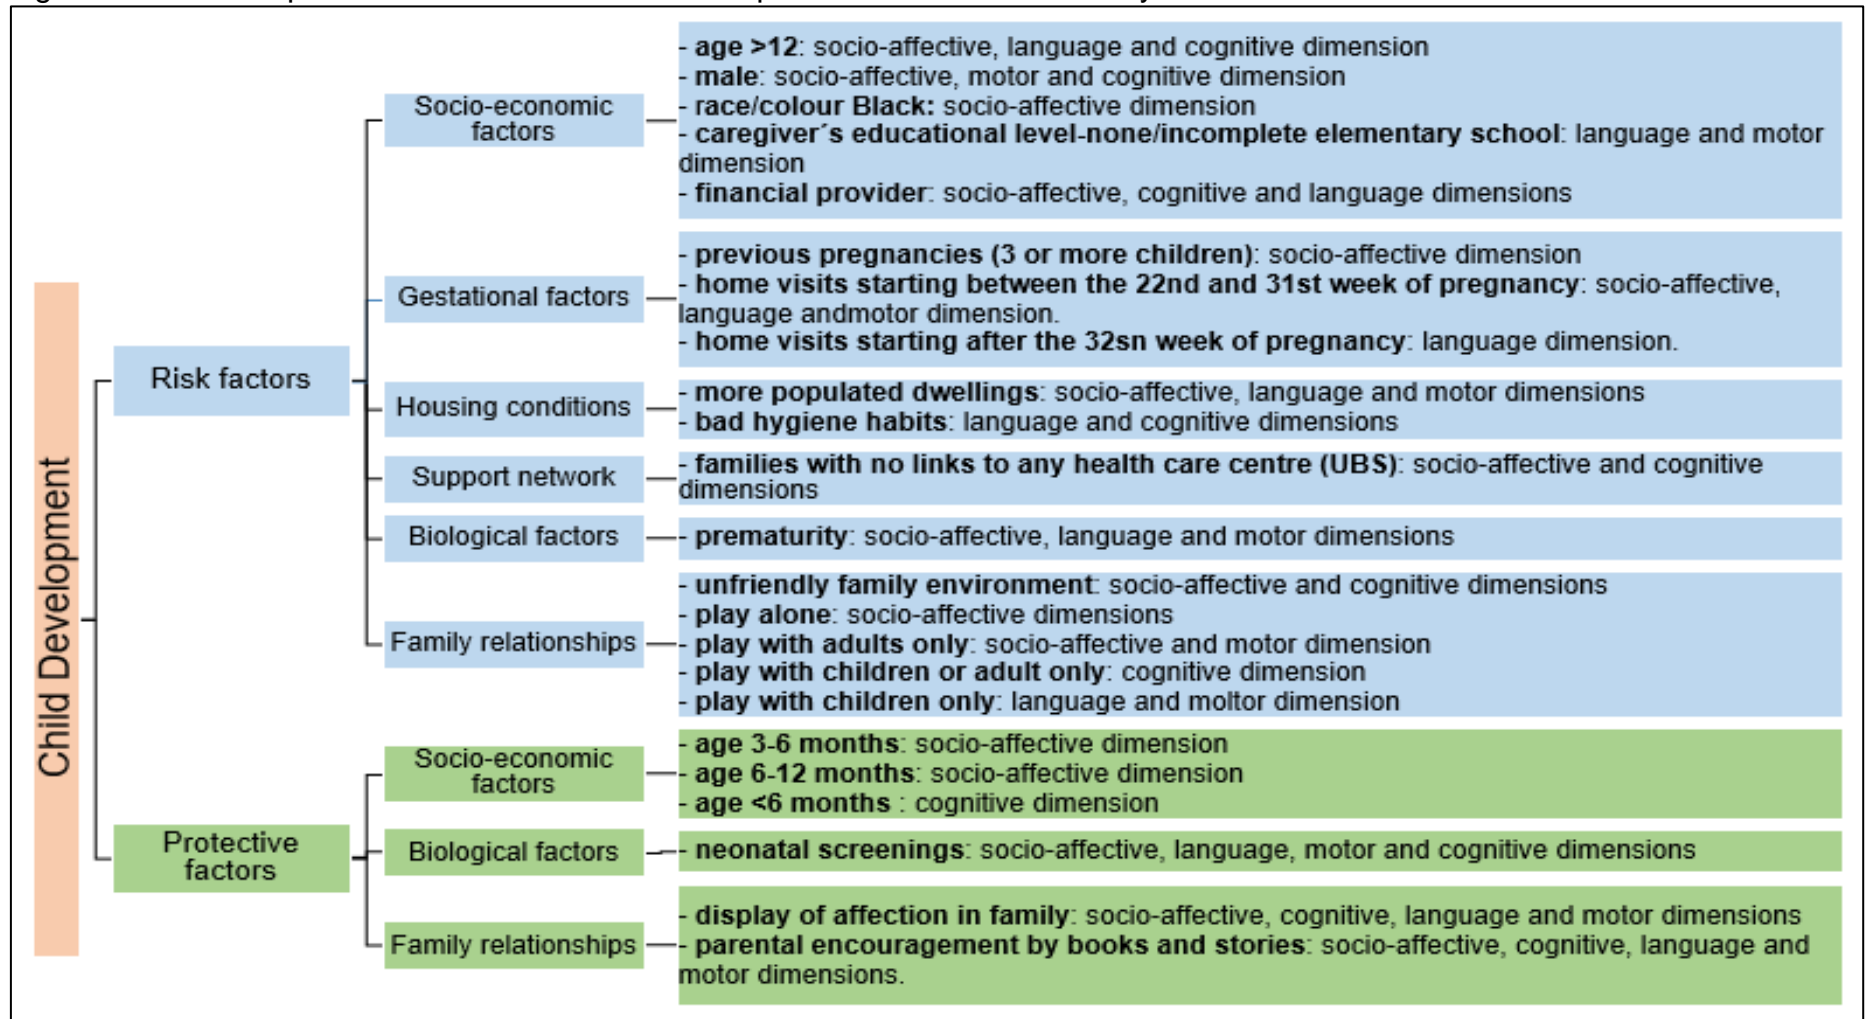 Child Development
Risk factors
Socio-economic
factors
- age >12: socio-affective, language and cognitive dimension
- male: socio-affective, motor and cognitive dimension
- race/colour Black: socio-affective dimension
- caregiver´s educational level-none/incomplete elementary school: language and motor
dimension
- financial provider: socio-affective, cognitive and language dimensions
Gestational factors
- previous pregnancies (3 or more children): socio-affective dimension
- home visits starting between the 22nd and 31st week of pregnancy: socio-affective,
language andmotor dimension.
- home visits starting after the 32sn week of pregnancy: language dimension.
Housing conditions
- more populated dwellings: socio-affective, language and motor dimensions
- bad hygiene habits: language and cognitive dimensions
Support network
- families with no links to any health care centre (UBS): socio-affective and cognitive
dimensions
Biological factors
- prematurity: socio-affective, language and motor dimensions
Family relationships
- unfriendly family environment: socio-affective and cognitive dimensions
- play alone: socio-affective dimensions
- play with adults only: socio-affective and motor dimension
- play with children or adult only: cognitive dimension
- play with children only: language and moltor dimension
Protective
factors
Socio-economic
factors
- age 3-6 months: socio-affective dimension
- age 6-12 months: socio-affective dimension
- age <6 months : cognitive dimension
Biological factors
- neonatal screenings: socio-affective, language, motor and cognitive dimensions
Family relationships
- display of affection in family: socio-affective, cognitive, language and motor dimensions
- parental encouragement by books and stories: socio-affective, cognitive, language and
motor dimensions.